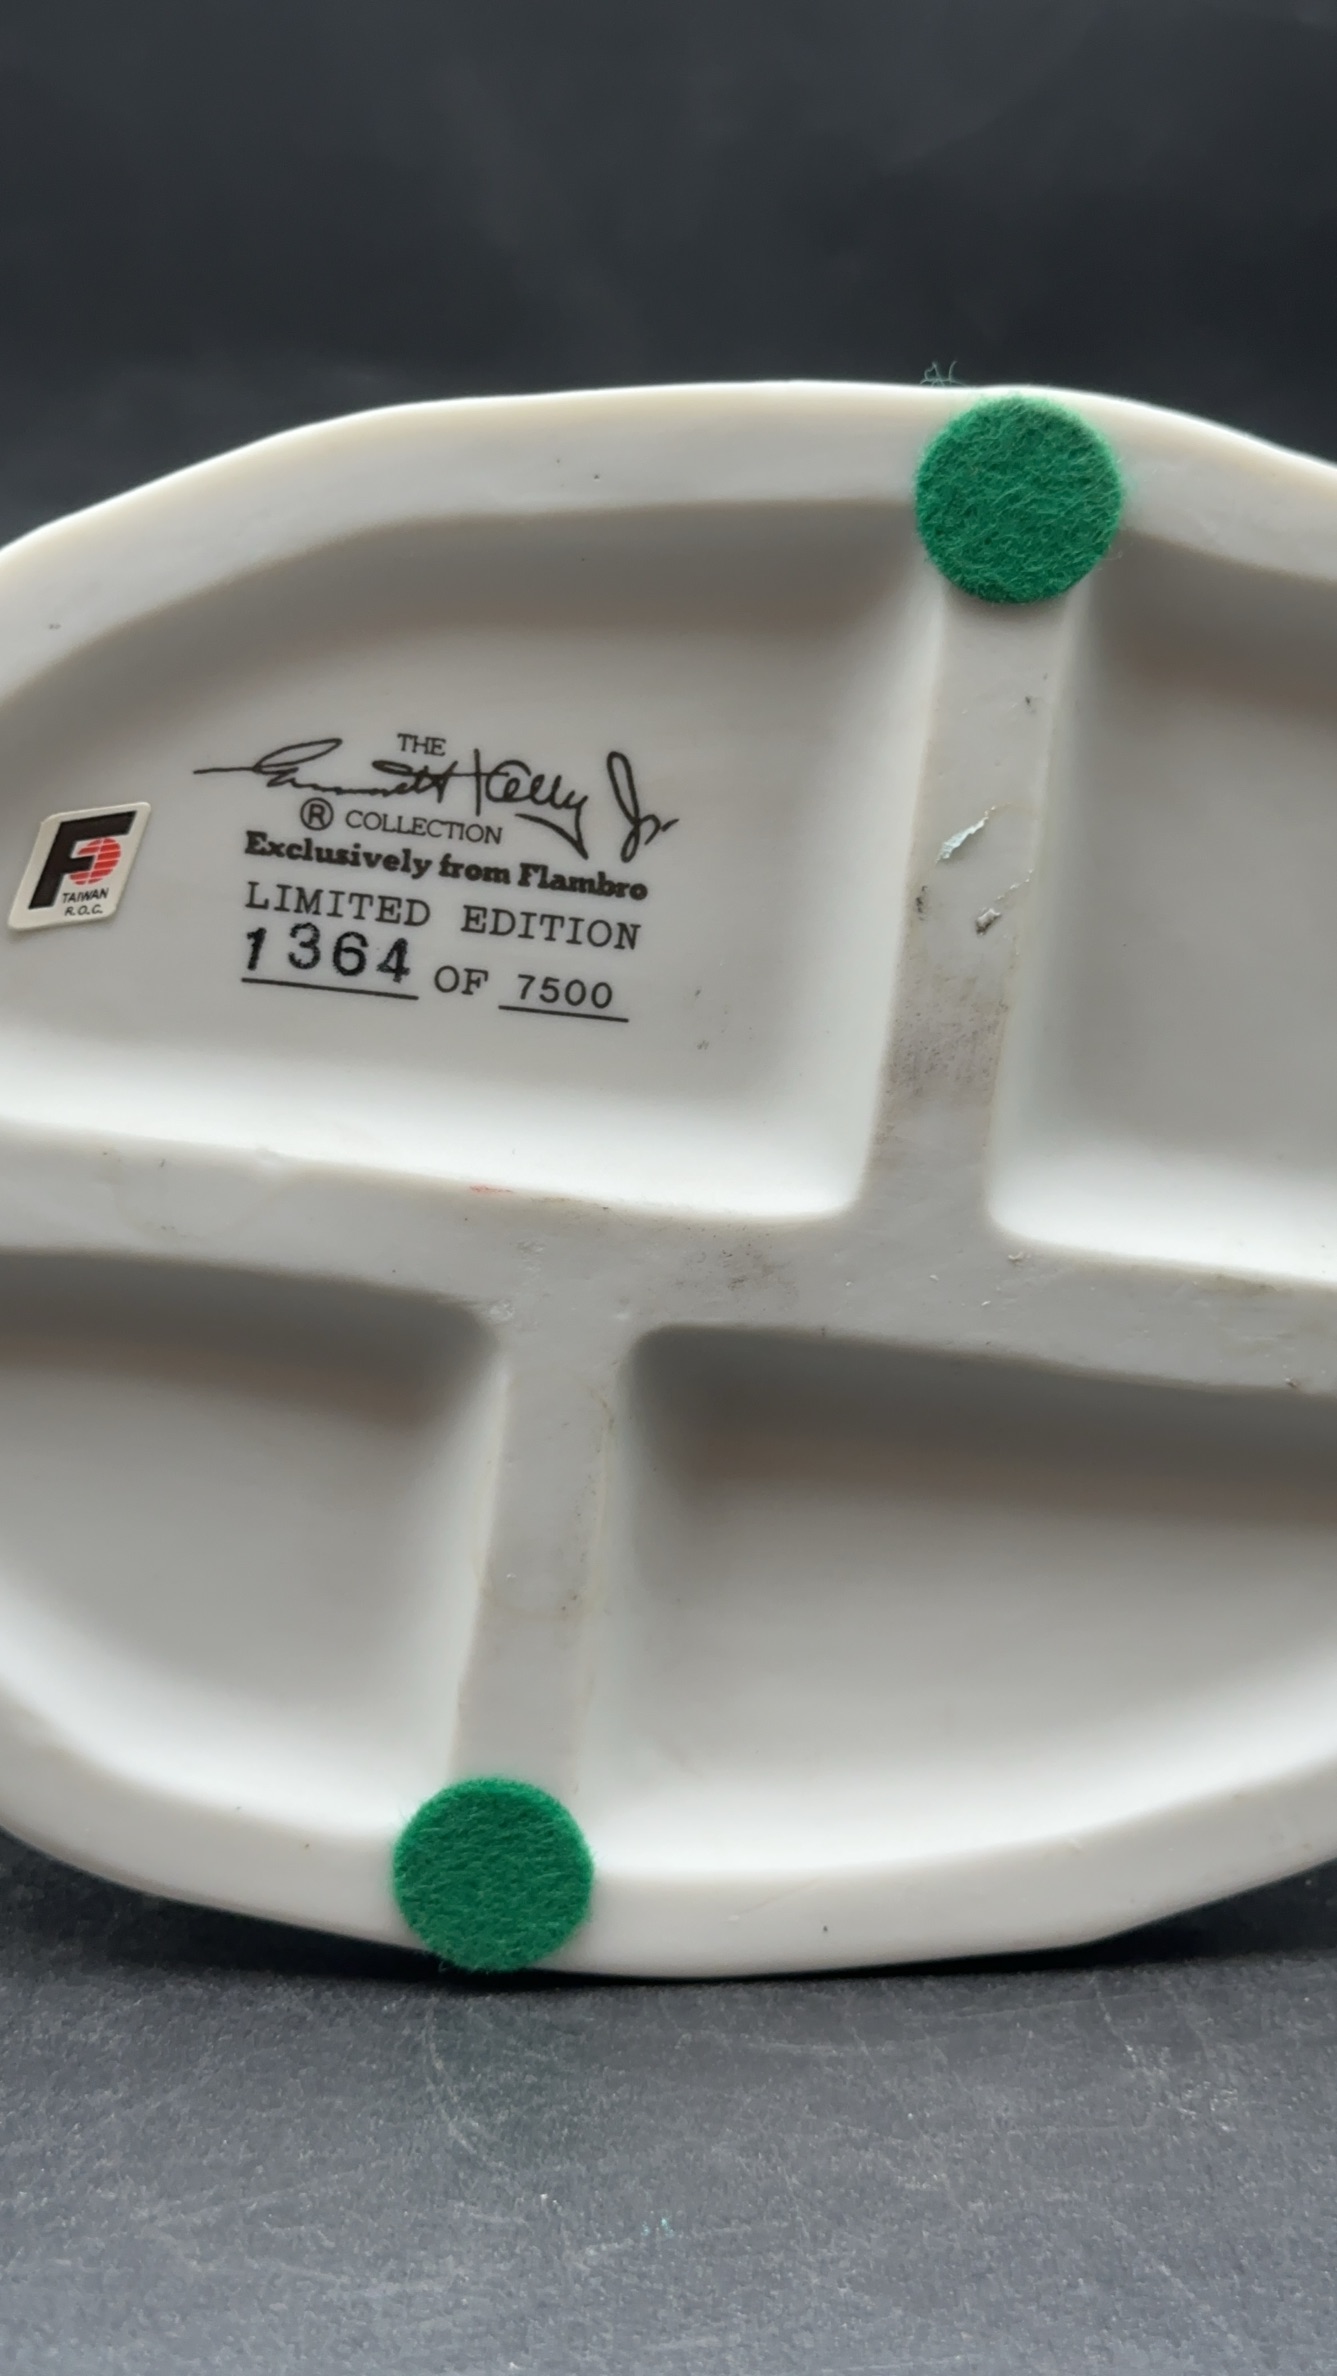 THE
Emmett Kelly Jr.
® COLLECTION
Exclusively from Flambro
LIMITED EDITION
1364 OF 7500
F
TAIWAN
R.O.C.